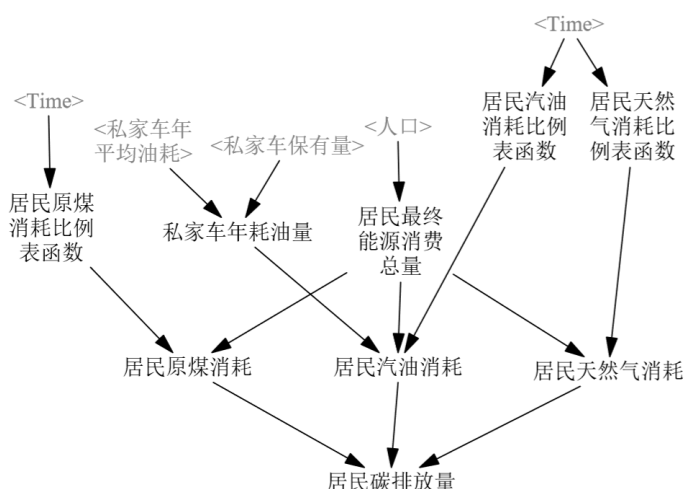 <Time>
<Time>
<私家车年
平均油耗>
<私家车保有量>
<人口>
居民汽油
消耗比例
表函数
居民天然
气消耗比
例表函数
居民原煤
消耗比例
表函数
私家车年耗油量
居民最终
能源消费
总量
居民原煤消耗
居民汽油消耗
居民天然气消耗
居民碳排放量